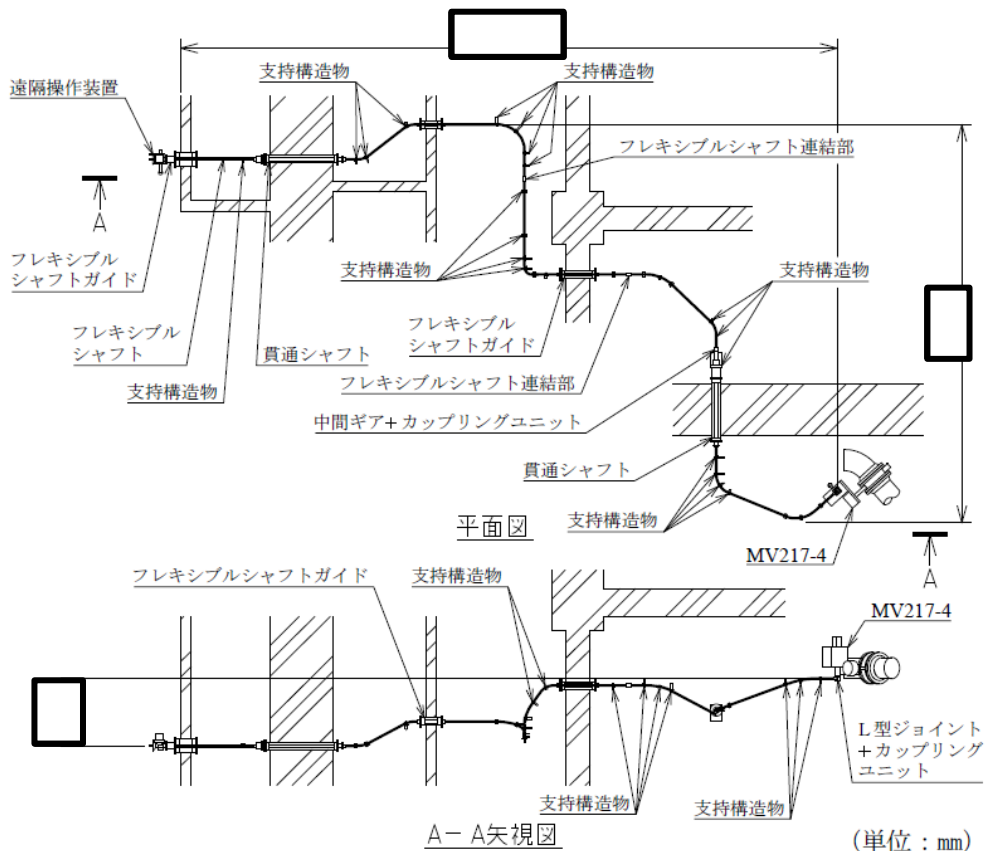 支持構造物
支持構造物
遠隔操作装置
フレキシブルシャフト連結部
A
フレキシブル
シャフトガイド
支持構造物
支持構造物
フレキシブル
シャフト
貫通シャフト
フレキシブル
シャフトガイド
支持構造物
フレキシブルシャフト連結部
中間ギア+カップリングユニット
貫通シャフト
支持構造物
平面図
MV217-4
A
フレキシブルシャフトガイド
支持構造物
MV217-4
L型ジョイント
+カップリング
ユニット
支持構造物
支持構造物
A-A矢視図
(単位:mm)